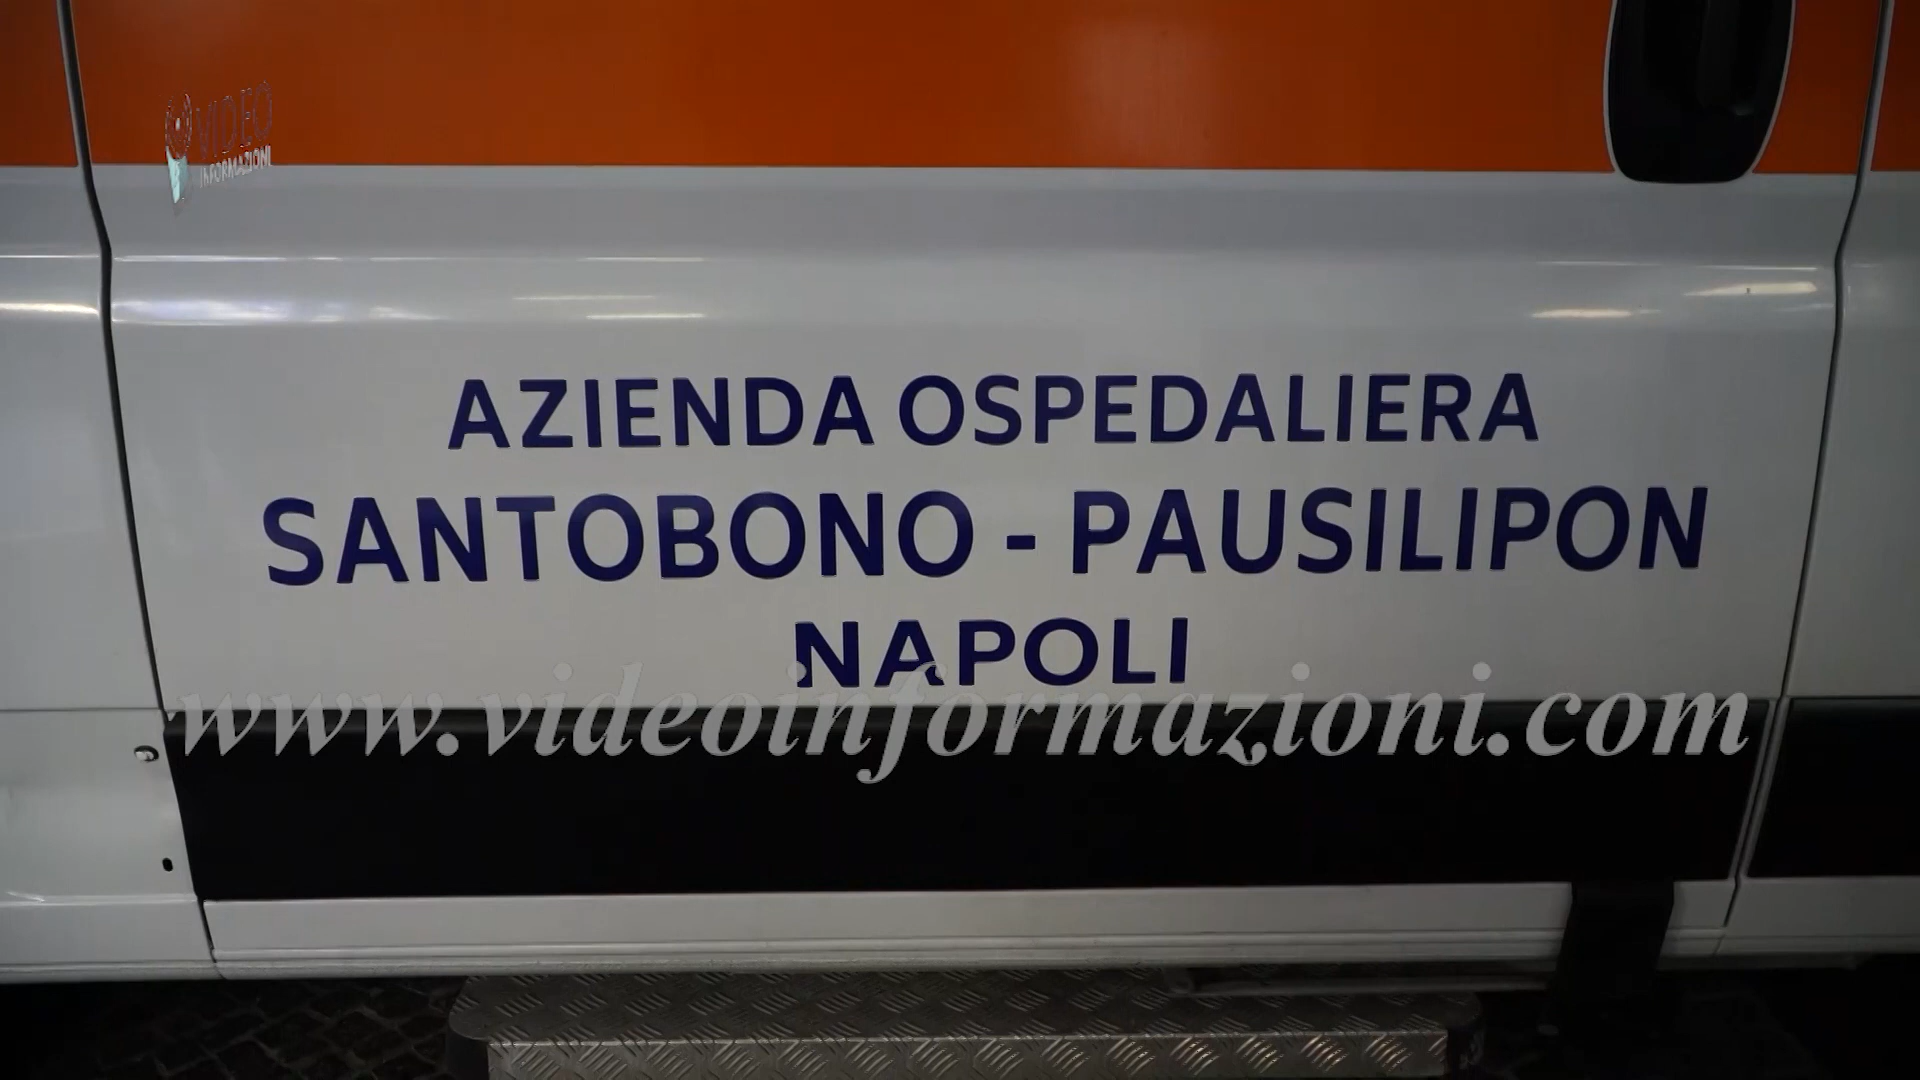 VIDEO
INFORMAZIONI
AZIENDA OSPEDALIERA
SANTOBONO - PAUSILIPON
NAPOLI
www.videoinformazioni.com